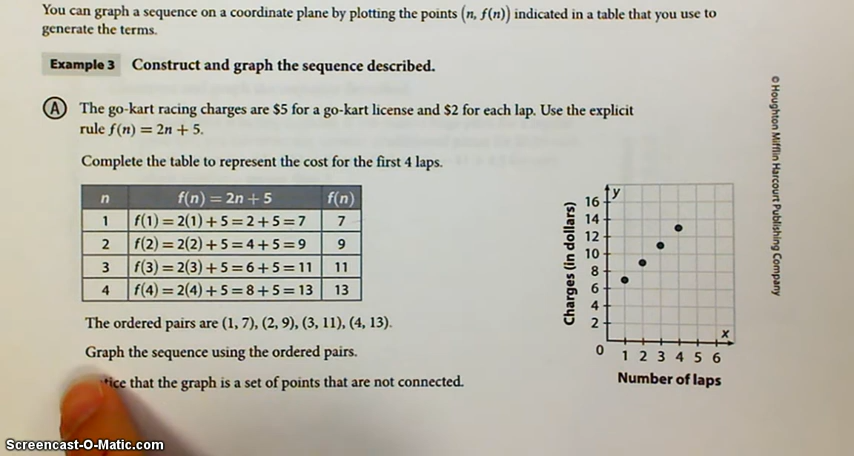 You can graph a sequence on a coordinate plane by plotting the points (n, f(n)) indicated in a table that you use to
generate the terms.
Example 3 Construct and graph the sequence described.
A The go-kart racing charges are $5 for a go-kart license and $2 for each lap. Use the explicit
rule f(n) = 2n + 5.
Complete the table to represent the cost for the first 4 laps.
n f(n) = 2n + 5 f(n)
1 f(1) = 2(1) + 5 = 2 + 5 = 7 7
2 f(2) = 2(2) + 5 = 4 + 5 = 9 9
3 f(3) = 2(3) + 5 = 6 + 5 = 11 11
4 f(4) = 2(4) + 5 = 8 + 5 = 13 13
The ordered pairs are (1, 7), (2, 9), (3, 11), (4, 13).
Graph the sequence using the ordered pairs.
that the graph is a set of points that are not connected.
Charges (in dollars)
y
16
14
12
10
8
6
4
2
x
0 1 2 3 4 5 6
Number of laps
© Houghton Mifflin Harcourt Publishing Company
Screencast-O-Matic.com